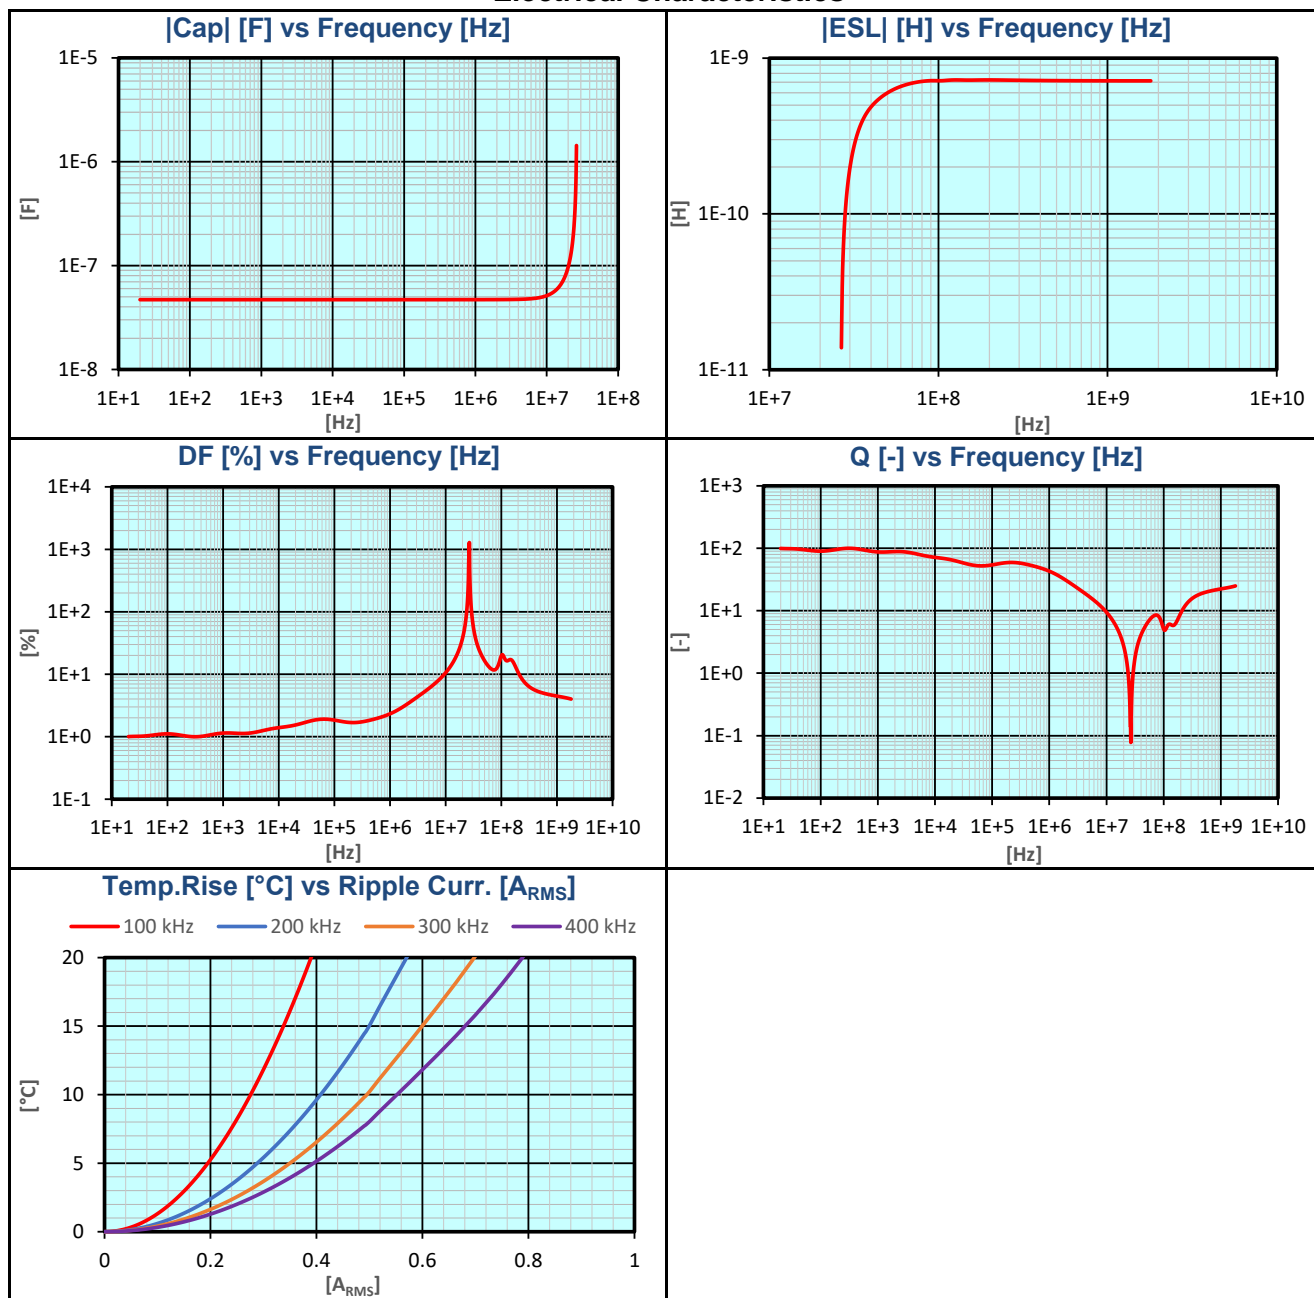 |Cap| [F] vs Frequency [Hz]
1E-5
1E-6
1E-7
1E-8
[F]
1E+1 1E+2 1E+3 1E+4 1E+5 1E+6 1E+7 1E+8
[Hz]
|ESL| [H] vs Frequency [Hz]
1E-9
1E-10
1E-11
[H]
1E+7 1E+8 1E+9 1E+10
[Hz]
DF [%] vs Frequency [Hz]
1E+4
1E+3
1E+2
1E+1
1E+0
1E-1
[%]
1E+1 1E+2 1E+3 1E+4 1E+5 1E+6 1E+7 1E+8 1E+9 1E+10
[Hz]
Q [-] vs Frequency [Hz]
1E+3
1E+2
1E+1
1E+0
1E-1
1E-2
[-]
1E+1 1E+2 1E+3 1E+4 1E+5 1E+6 1E+7 1E+8 1E+9 1E+10
[Hz]
Temp.Rise [°C] vs Ripple Curr. [ARMS]
100 kHz 200 kHz 300 kHz 400 kHz
20
15
10
5
0
[°C]
0 0.2 0.4 0.6 0.8 1
[ARMS]